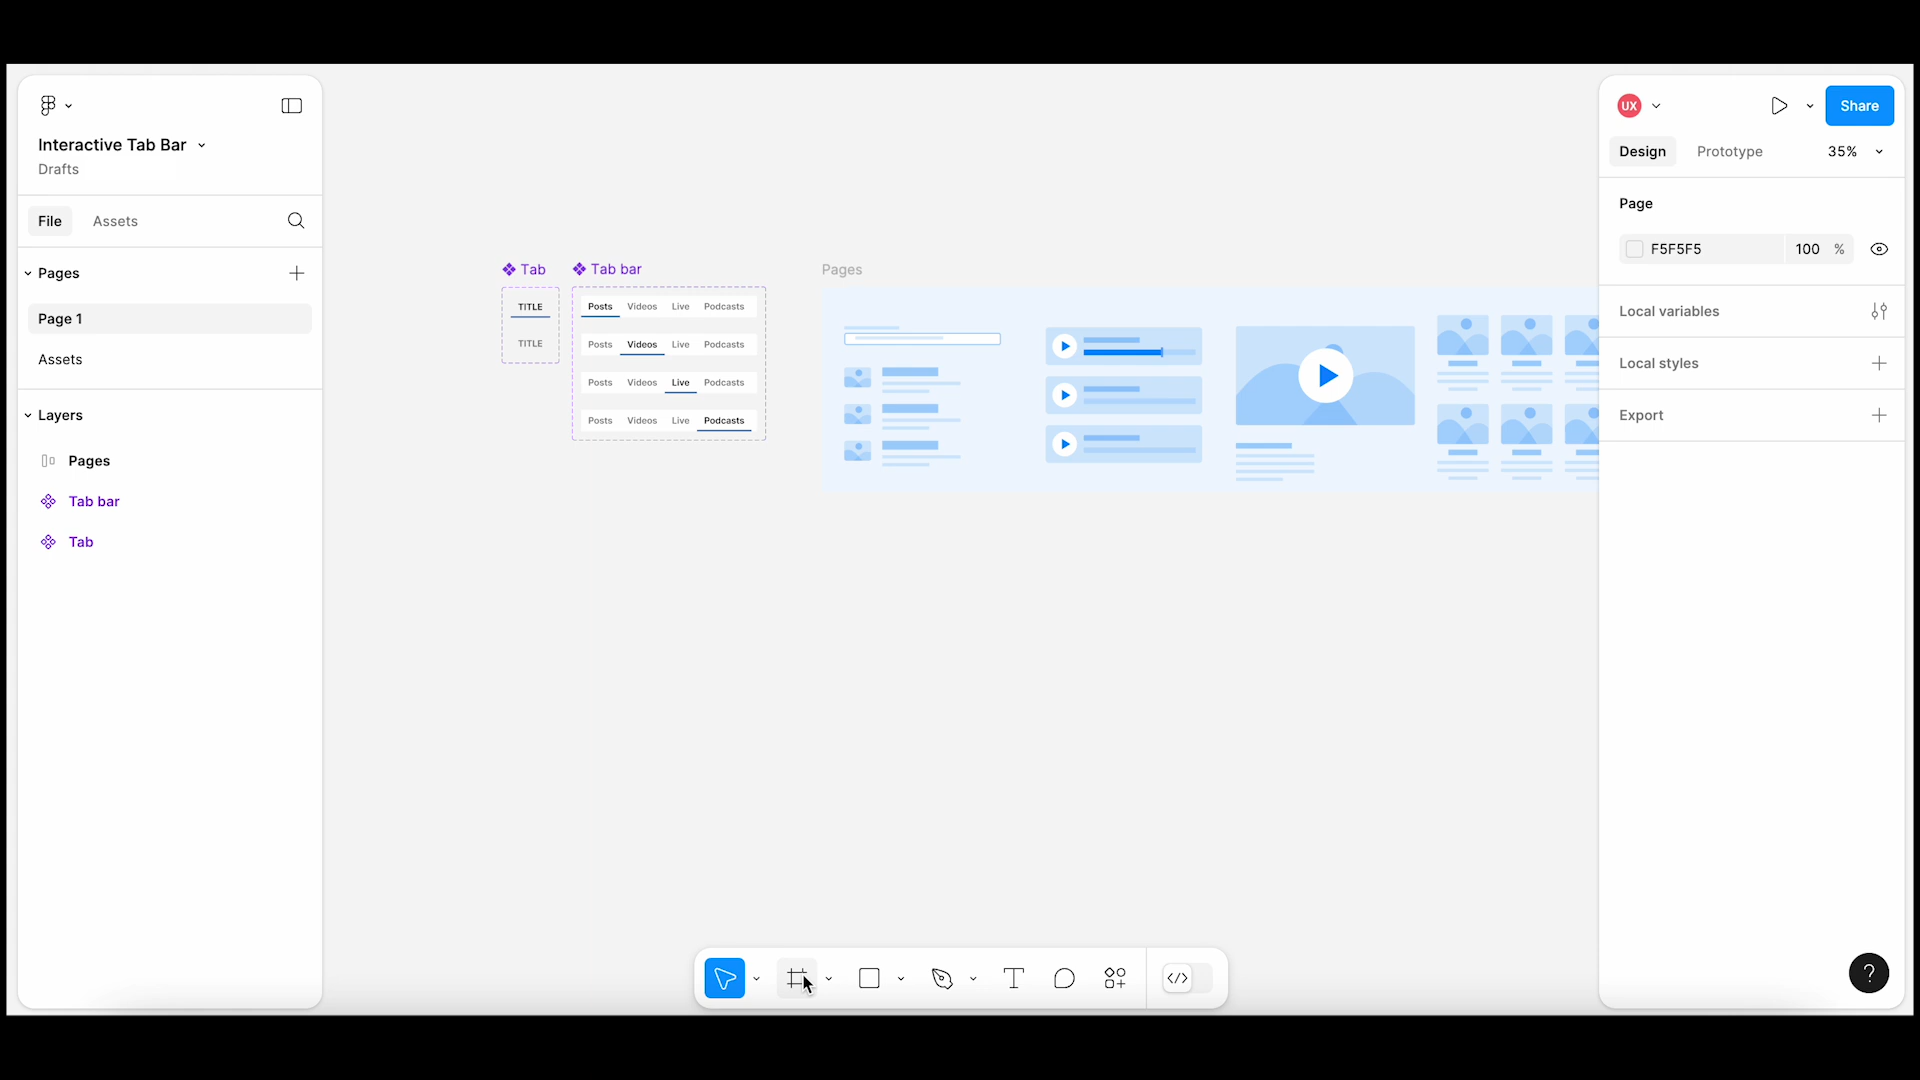 Interactive Tab Bar
Drafts
File Assets
Pages
Page 1
Assets
Layers
Pages
Tab bar
Tab
Tab
TITLE
TITLE
Tab bar
Posts Videos Live Podcasts
Posts Videos Live Podcasts
Posts Videos Live Podcasts
Posts Videos Live Podcasts
Pages
UX
Share
Design Prototype 35%
Page
F5F5F5 100 %
Local variables
Local styles
Export
?